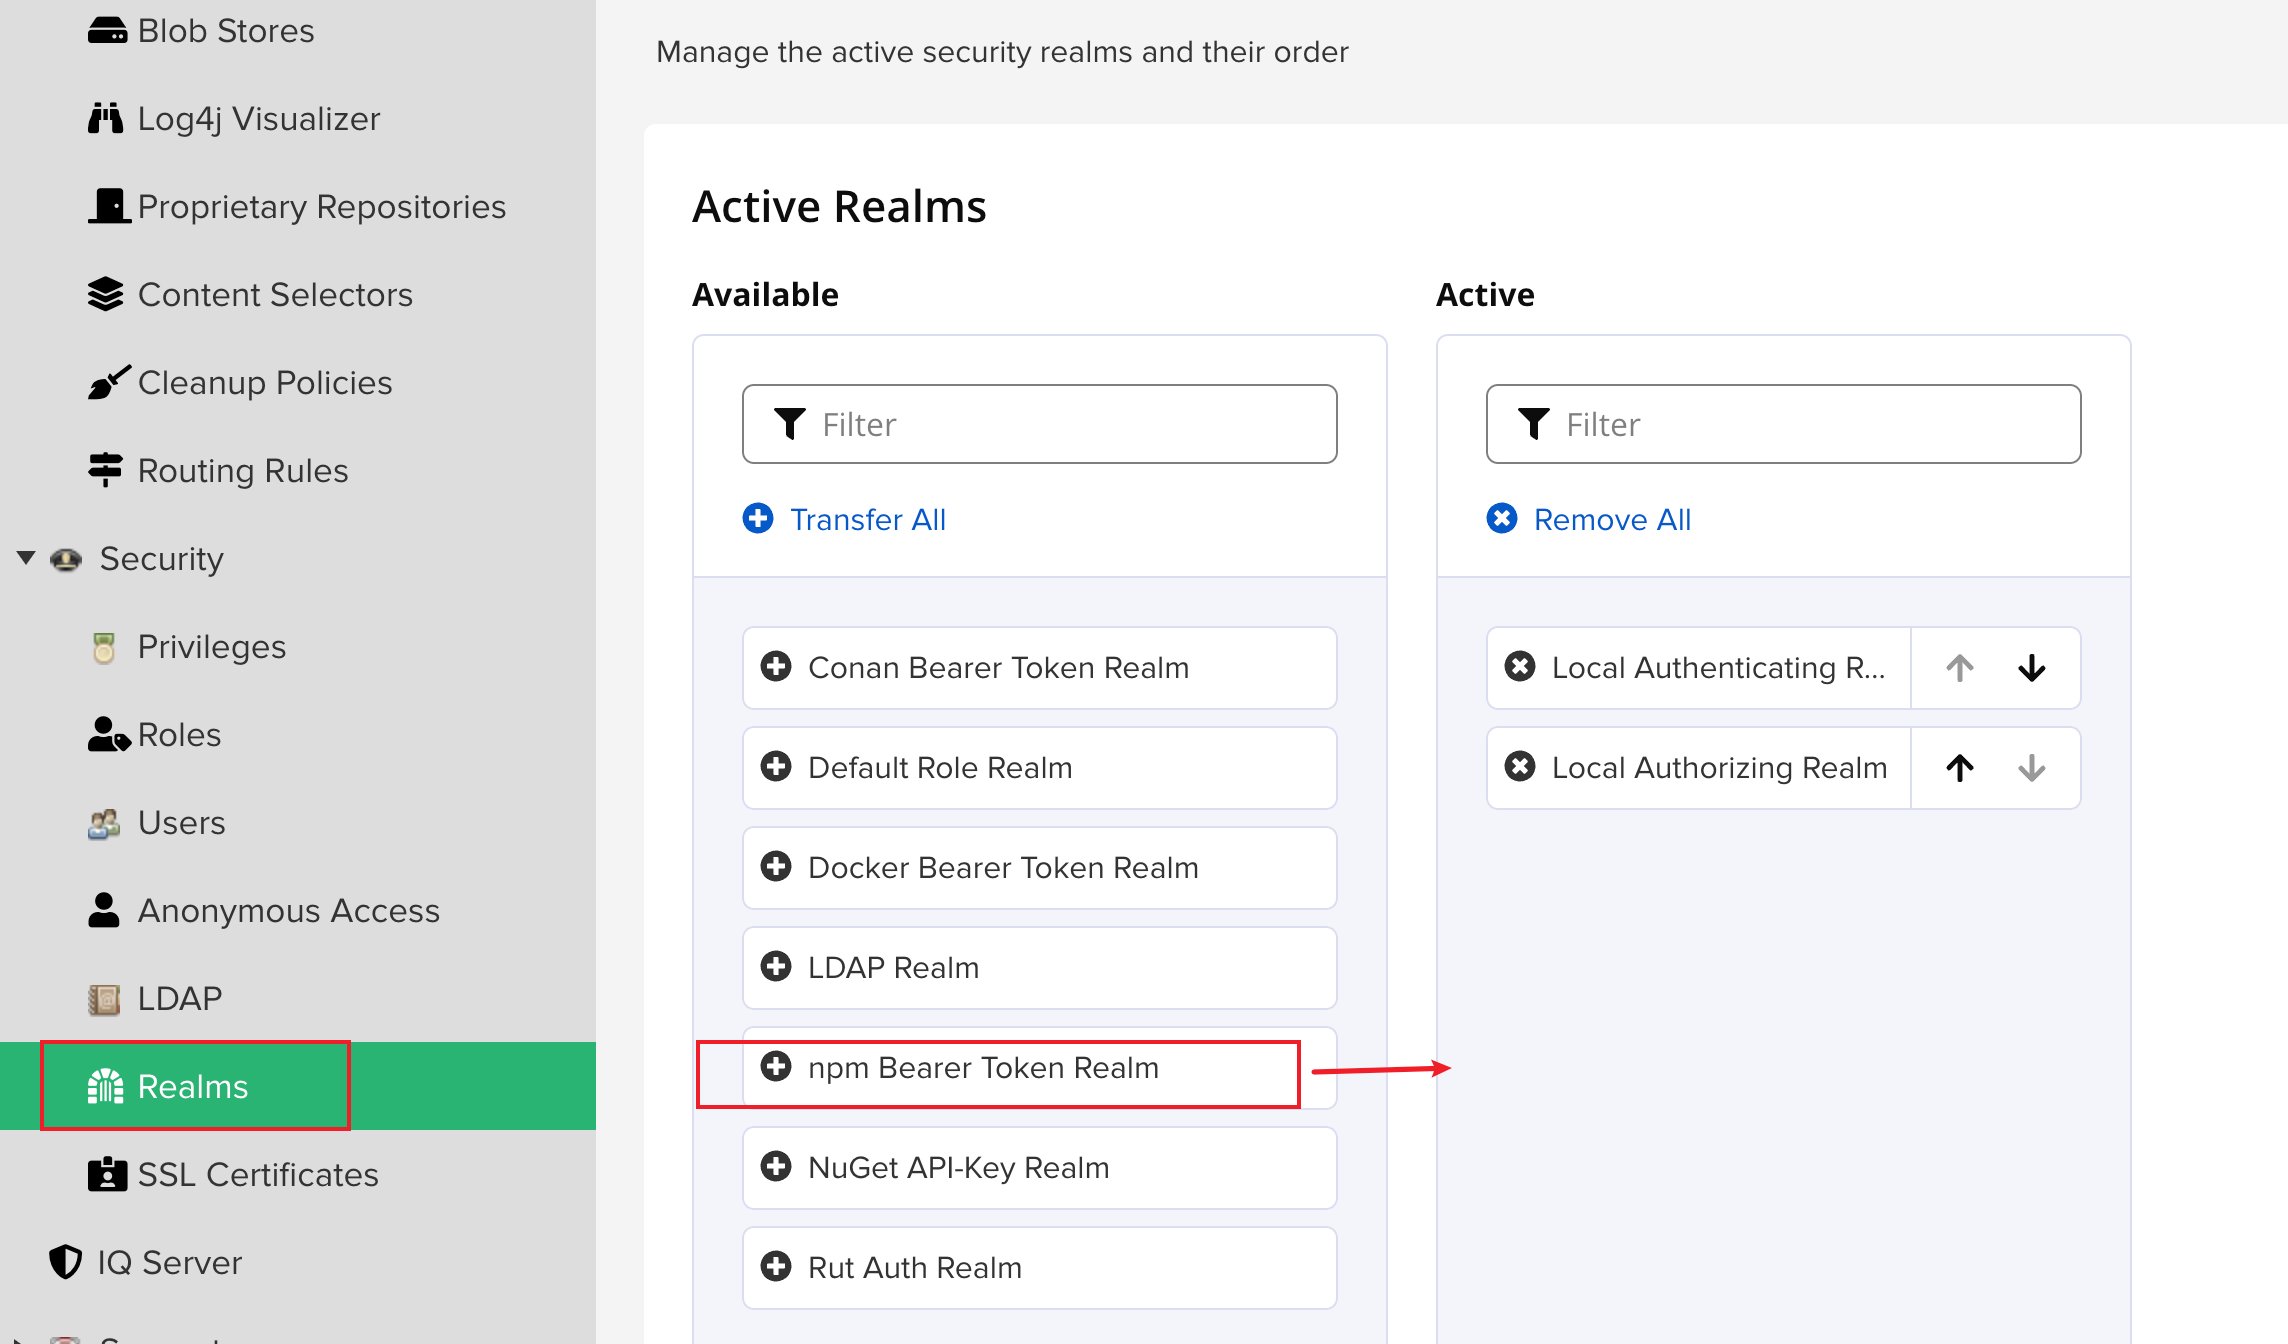 Blob Stores
Log4j Visualizer
Proprietary Repositories
Content Selectors
Cleanup Policies
Routing Rules
Security
Privileges
Roles
Users
Anonymous Access
LDAP
Realms
SSL Certificates
IQ Server
Manage the active security realms and their order
Active Realms
Available
Filter
Transfer All
Conan Bearer Token Realm
Default Role Realm
Docker Bearer Token Realm
LDAP Realm
npm Bearer Token Realm
NuGet API-Key Realm
Rut Auth Realm
Active
Filter
Remove All
Local Authenticating R...
Local Authorizing Realm